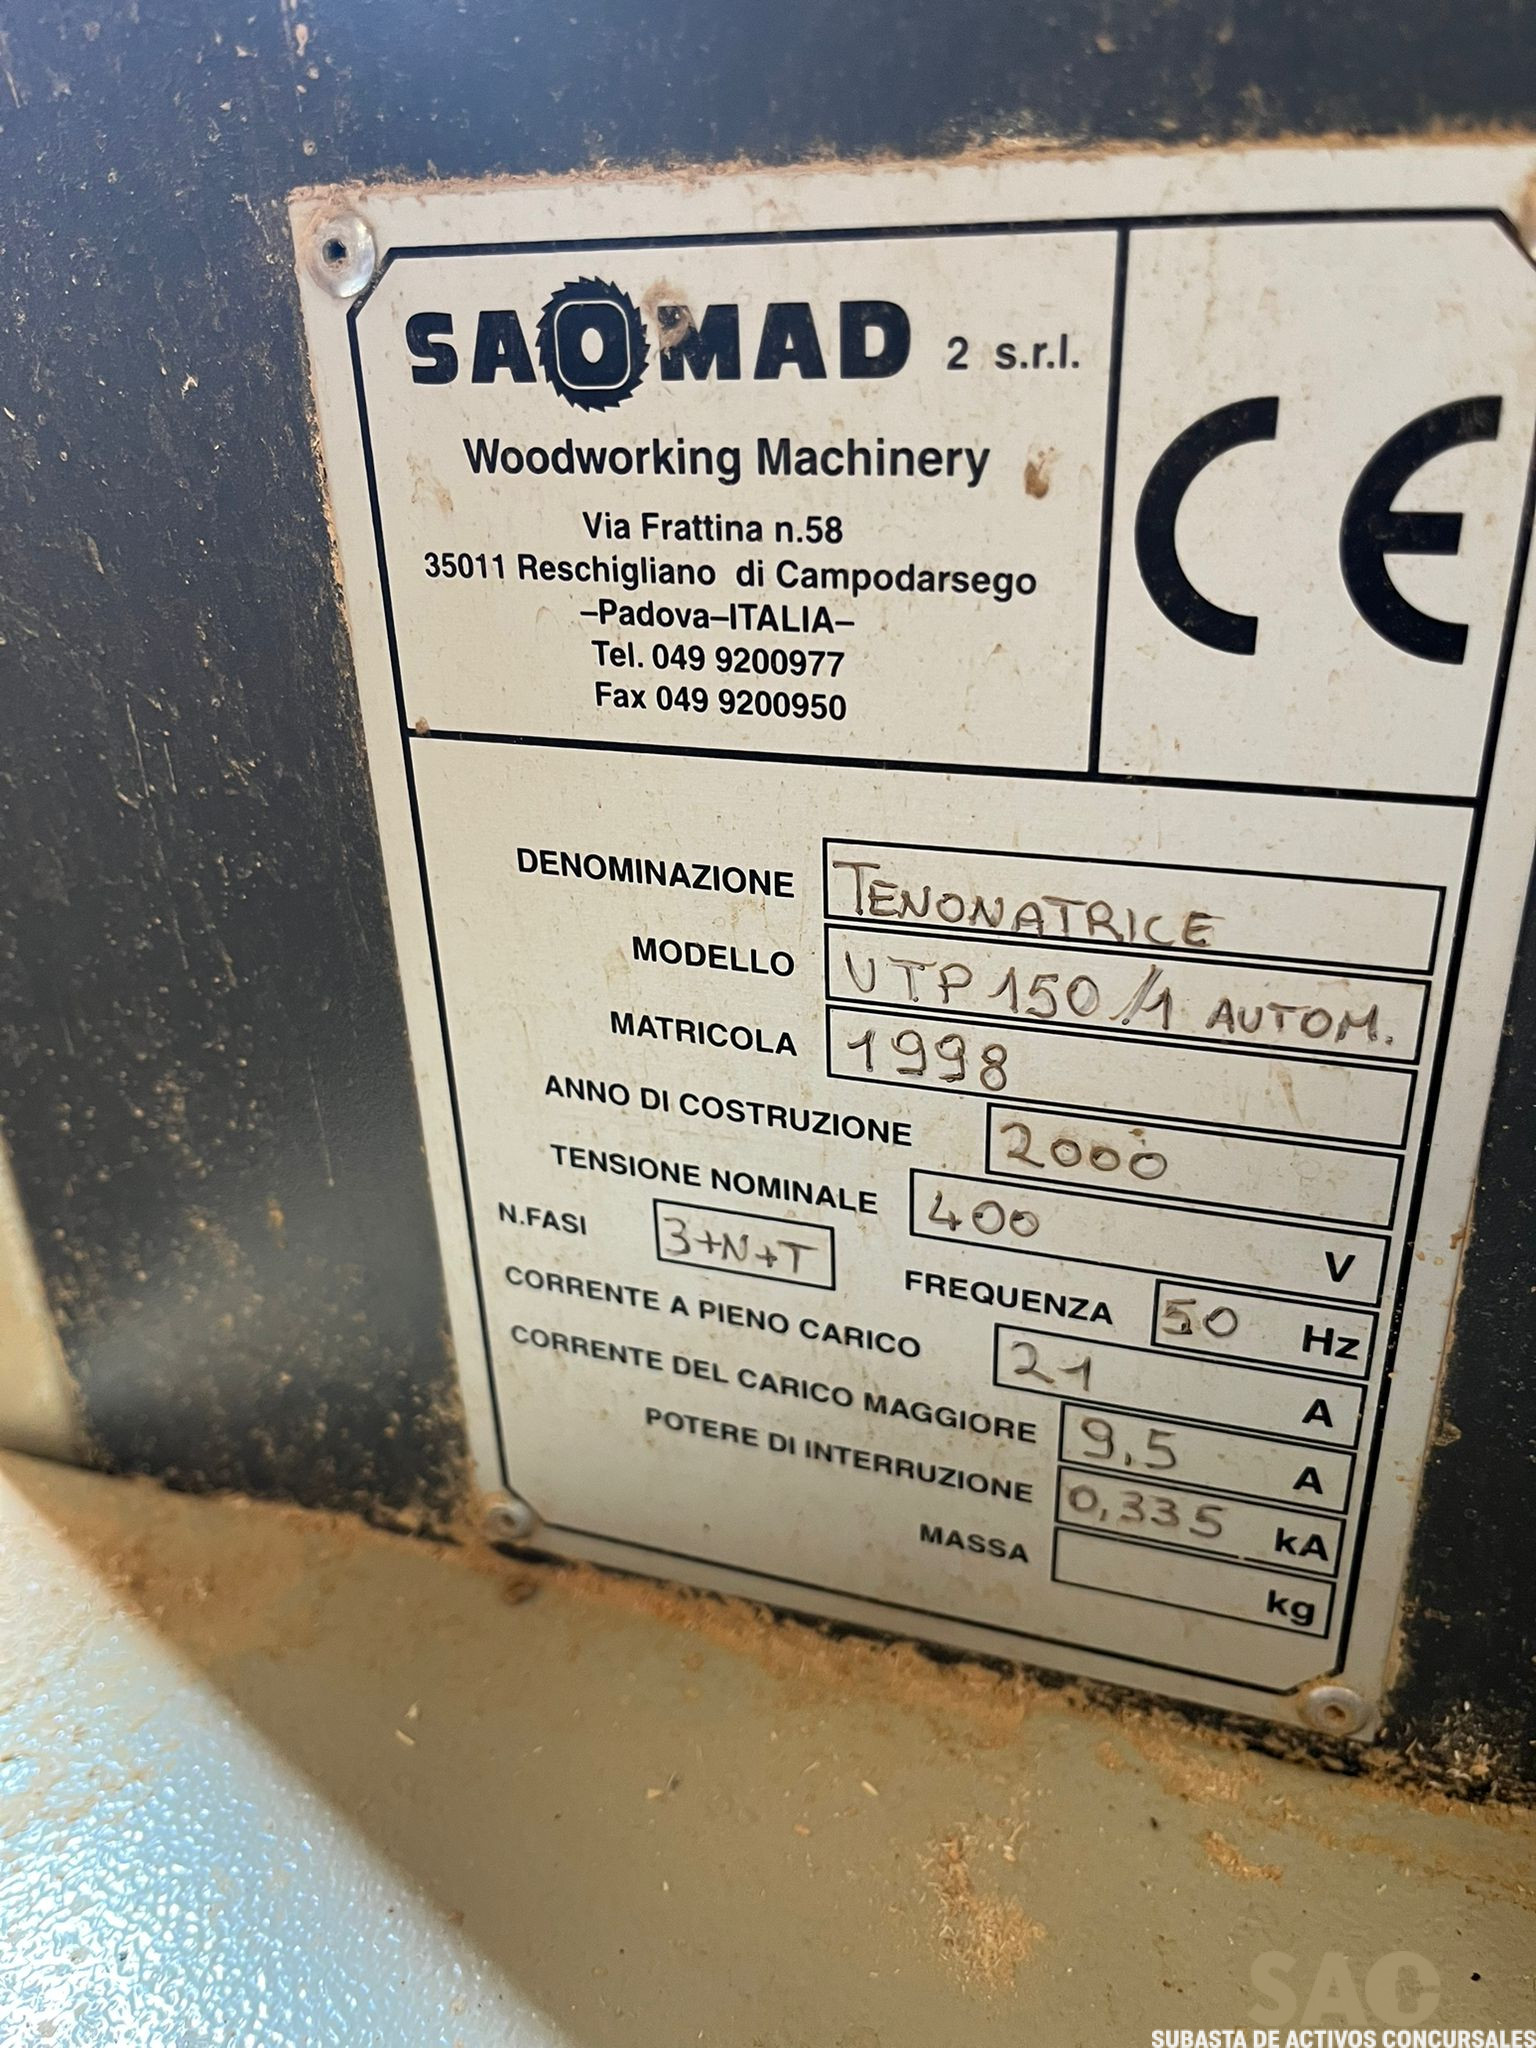 SAOMAD 2 s.r.l.
Woodworking Machinery
Via Frattina n.58
35011 Reschigliano di Campodarsego
–Padova–ITALIA–
Tel. 049 9200977
Fax 049 9200950
CE
DENOMINAZIONE TENONATRICE
MODELLO UTP 150/1 AUTOM.
MATRICOLA 1998
ANNO DI COSTRUZIONE 2000
TENSIONE NOMINALE 400 V
N.FASI 3+N+T FREQUENZA 50 Hz
CORRENTE A PIENO CARICO 21 A
CORRENTE DEL CARICO MAGGIORE 9,5 A
POTERE DI INTERRUZIONE 0,335 kA
MASSA kg
SAC
SUBASTA DE ACTIVOS CONCURSALES